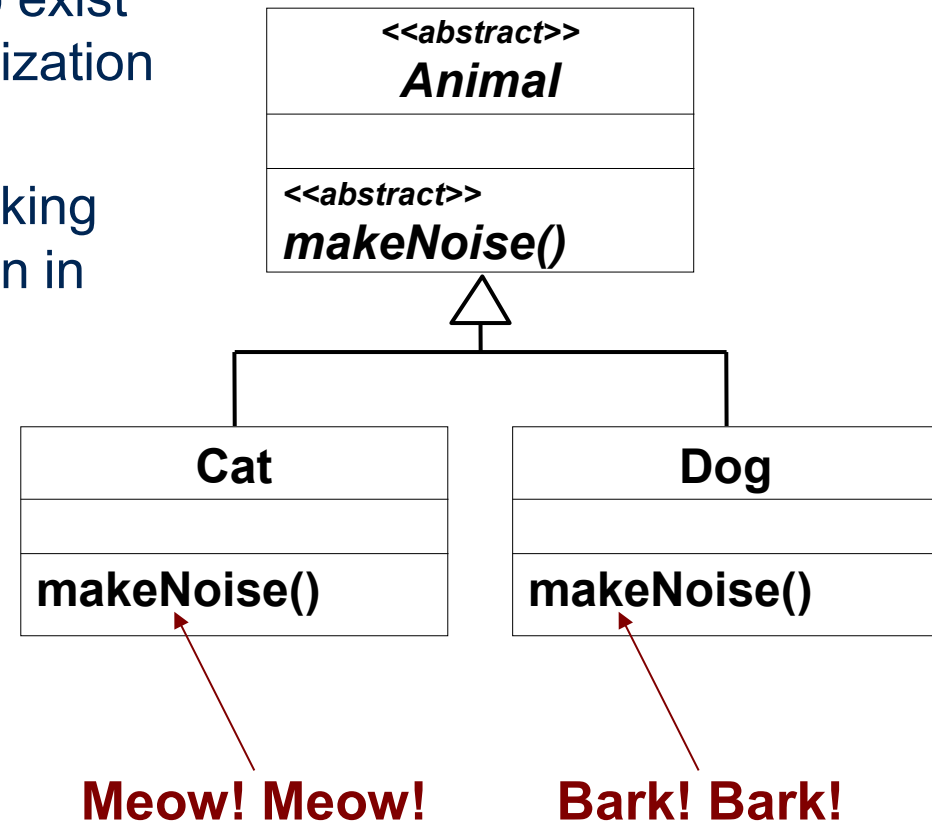 exist
ization
king
n in
<<abstract>>
Animal
<<abstract>>
makeNoise()
Cat
Dog
makeNoise()
makeNoise()
Meow! Meow!
Bark! Bark!